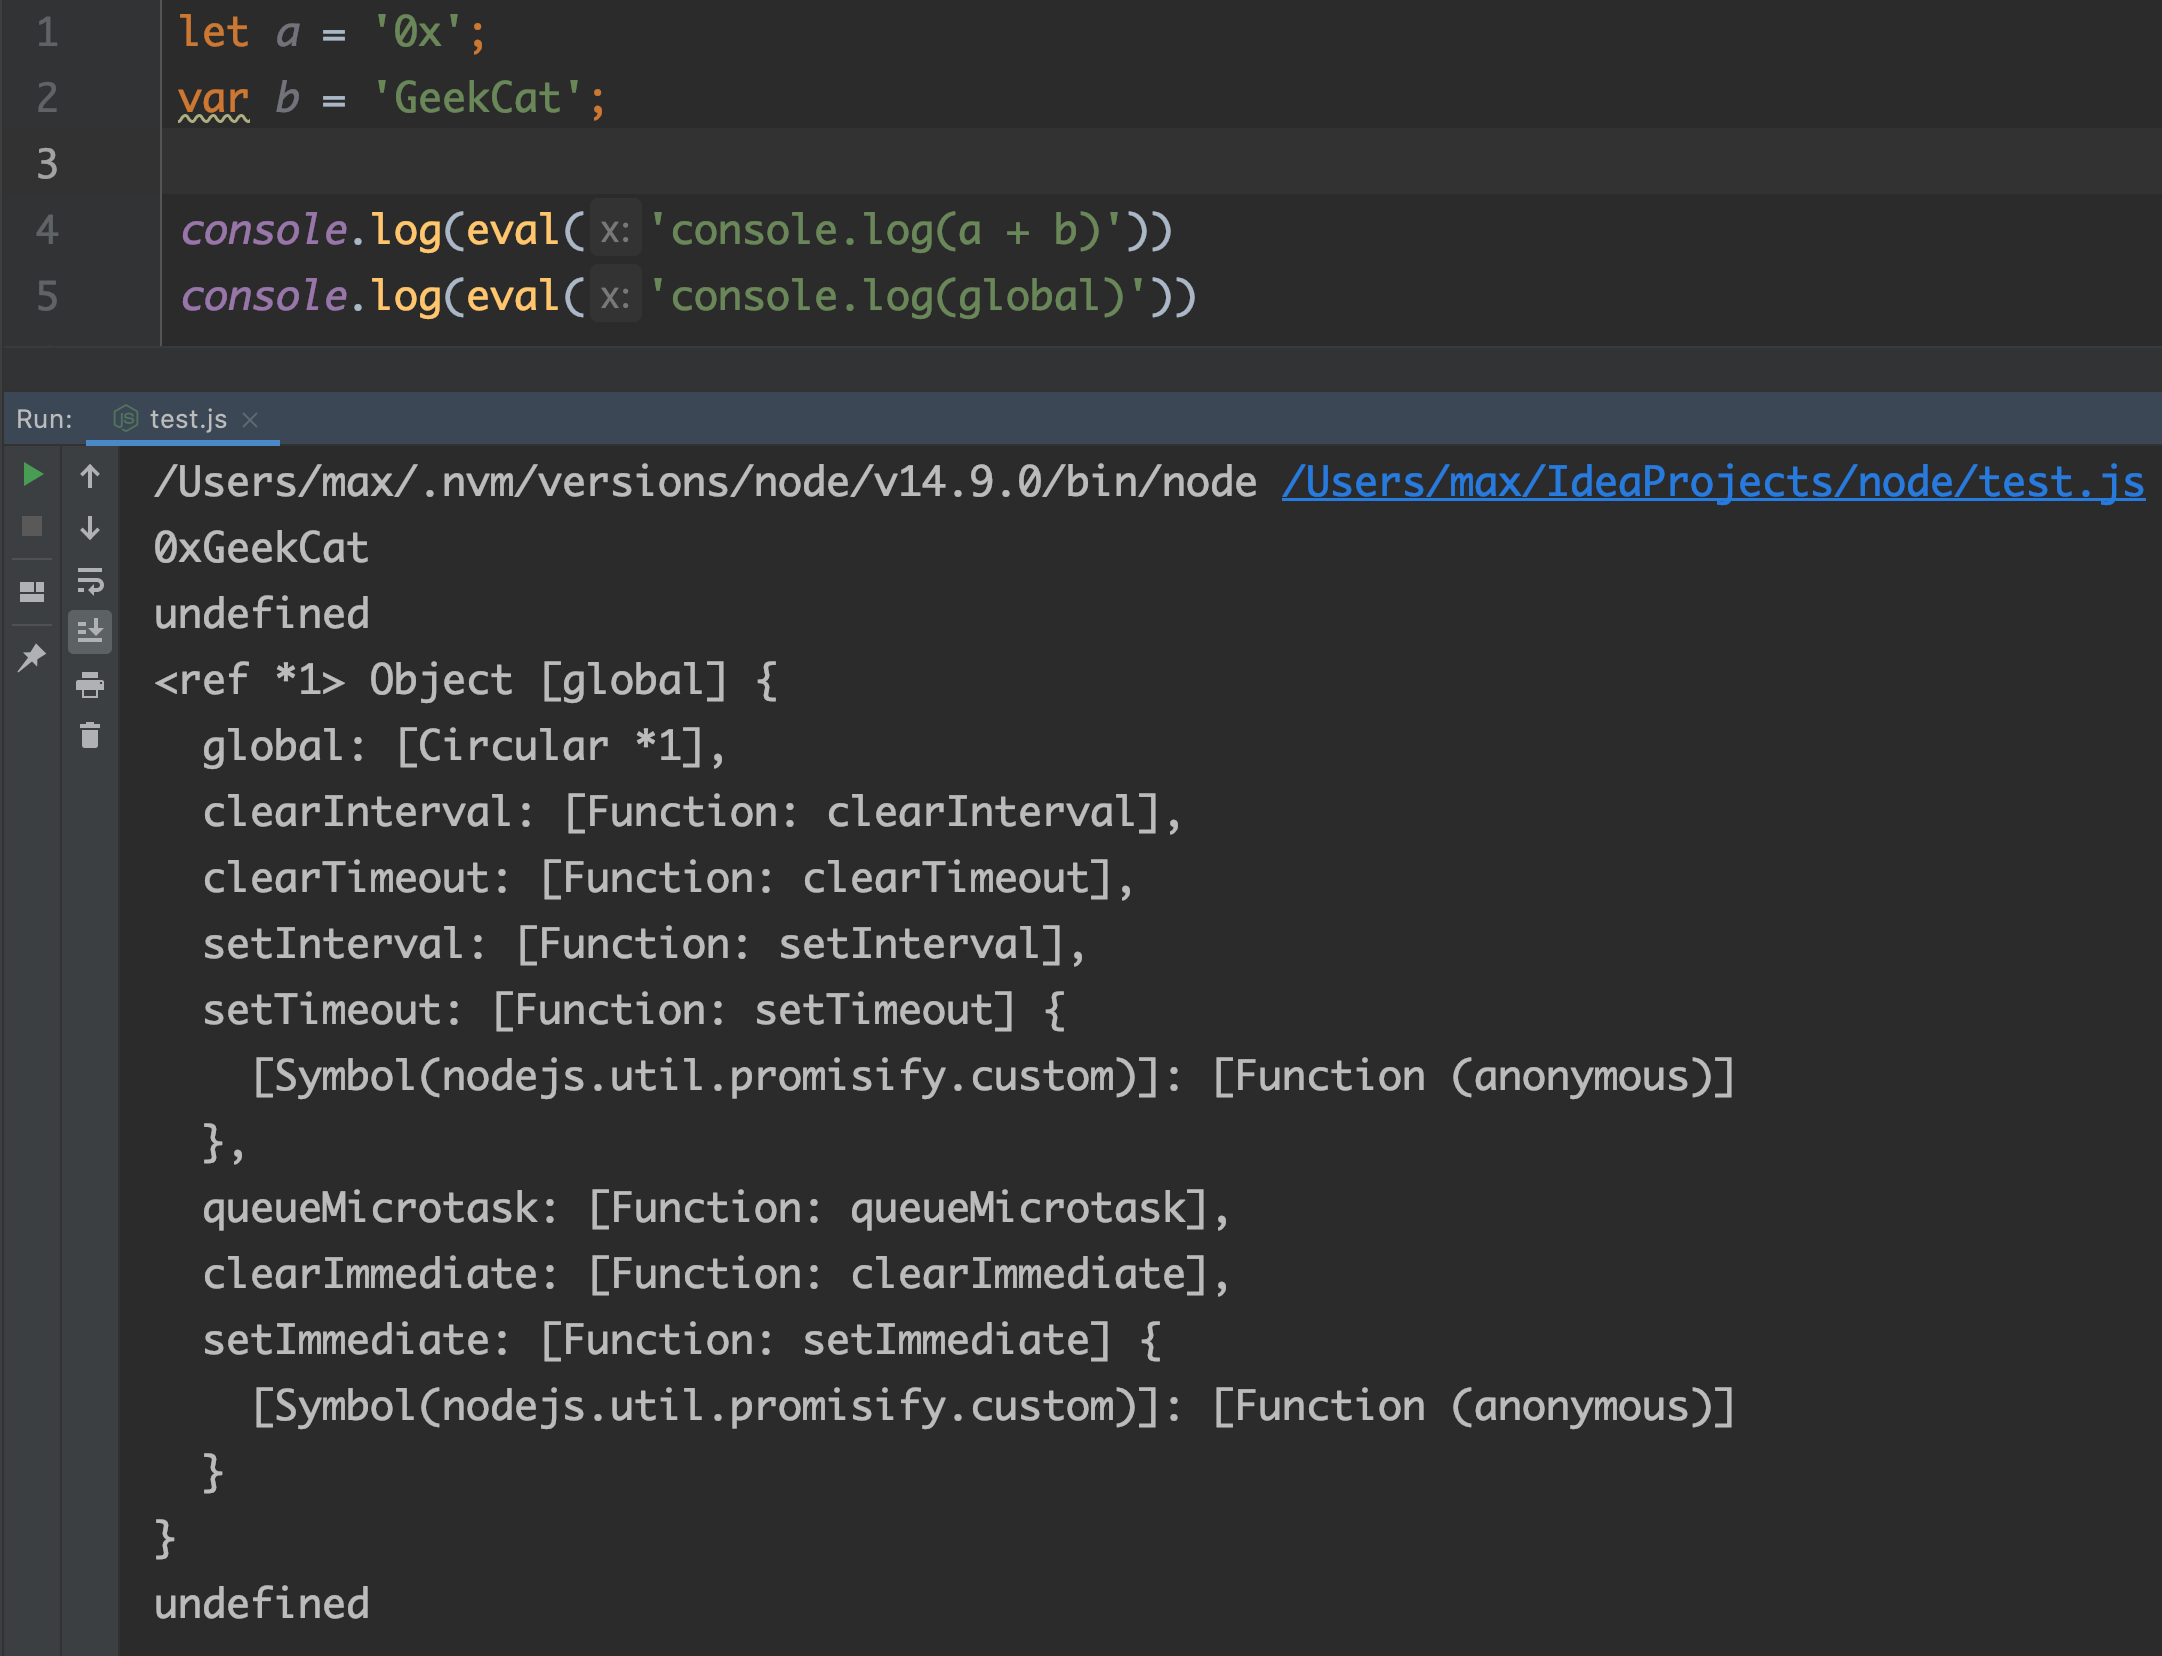 1 let a = '0x';
2 var b = 'GeekCat';
3
4 console.log(eval( x: 'console.log(a + b)'))
5 console.log(eval( x: 'console.log(global)'))
Run: test.js
/Users/max/.nvm/versions/node/v14.9.0/bin/node /Users/max/IdeaProjects/node/test.js
0xGeekCat
undefined
<ref *1> Object [global] {
  global: [Circular *1],
  clearInterval: [Function: clearInterval],
  clearTimeout: [Function: clearTimeout],
  setInterval: [Function: setInterval],
  setTimeout: [Function: setTimeout] {
    [Symbol(nodejs.util.promisify.custom)]: [Function (anonymous)]
  },
  queueMicrotask: [Function: queueMicrotask],
  clearImmediate: [Function: clearImmediate],
  setImmediate: [Function: setImmediate] {
    [Symbol(nodejs.util.promisify.custom)]: [Function (anonymous)]
  }
}
undefined